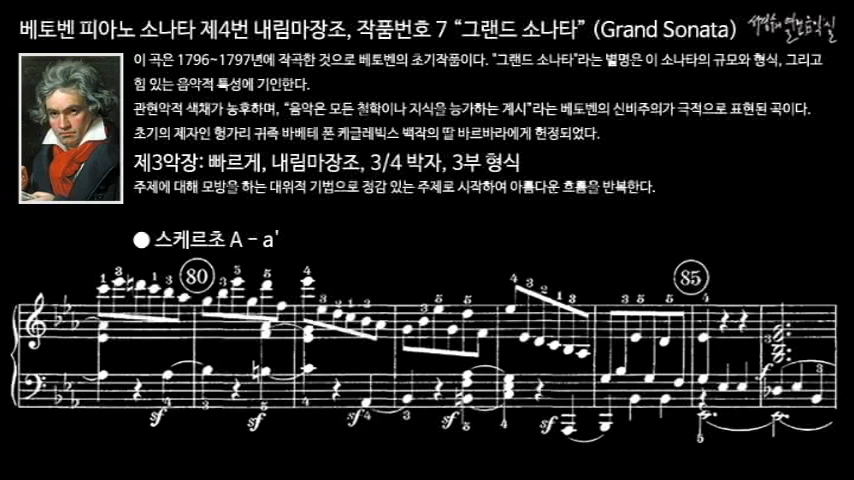 베토벤 피아노 소나타 제4번 내림마장조, 작품번호 7 “그랜드 소나타” (Grand Sonata)
이 곡은 1796~1797년에 작곡한 것으로 베토벤의 초기작품이다. "그랜드 소나타"라는 별명은 이 소나타의 규모와 형식, 그리고
힘 있는 음악적 특성에 기인한다.
관현악적 색채가 농후하며, “음악은 모든 철학이나 지식을 능가하는 계시”라는 베토벤의 신비주의가 극적으로 표현된 곡이다.
초기의 제자인 헝가리 귀족 바베테 폰 케글레빅스 백작의 딸 바르바라에게 헌정되었다.
제3악장: 빠르게, 내림마장조, 3/4 박자, 3부 형식
주제에 대해 모방을 하는 대위적 기법으로 정감 있는 주제로 시작하여 아름다운 흐름을 반복한다.
● 스케르초 A - a'
80 85
sf sf sf sf sf f